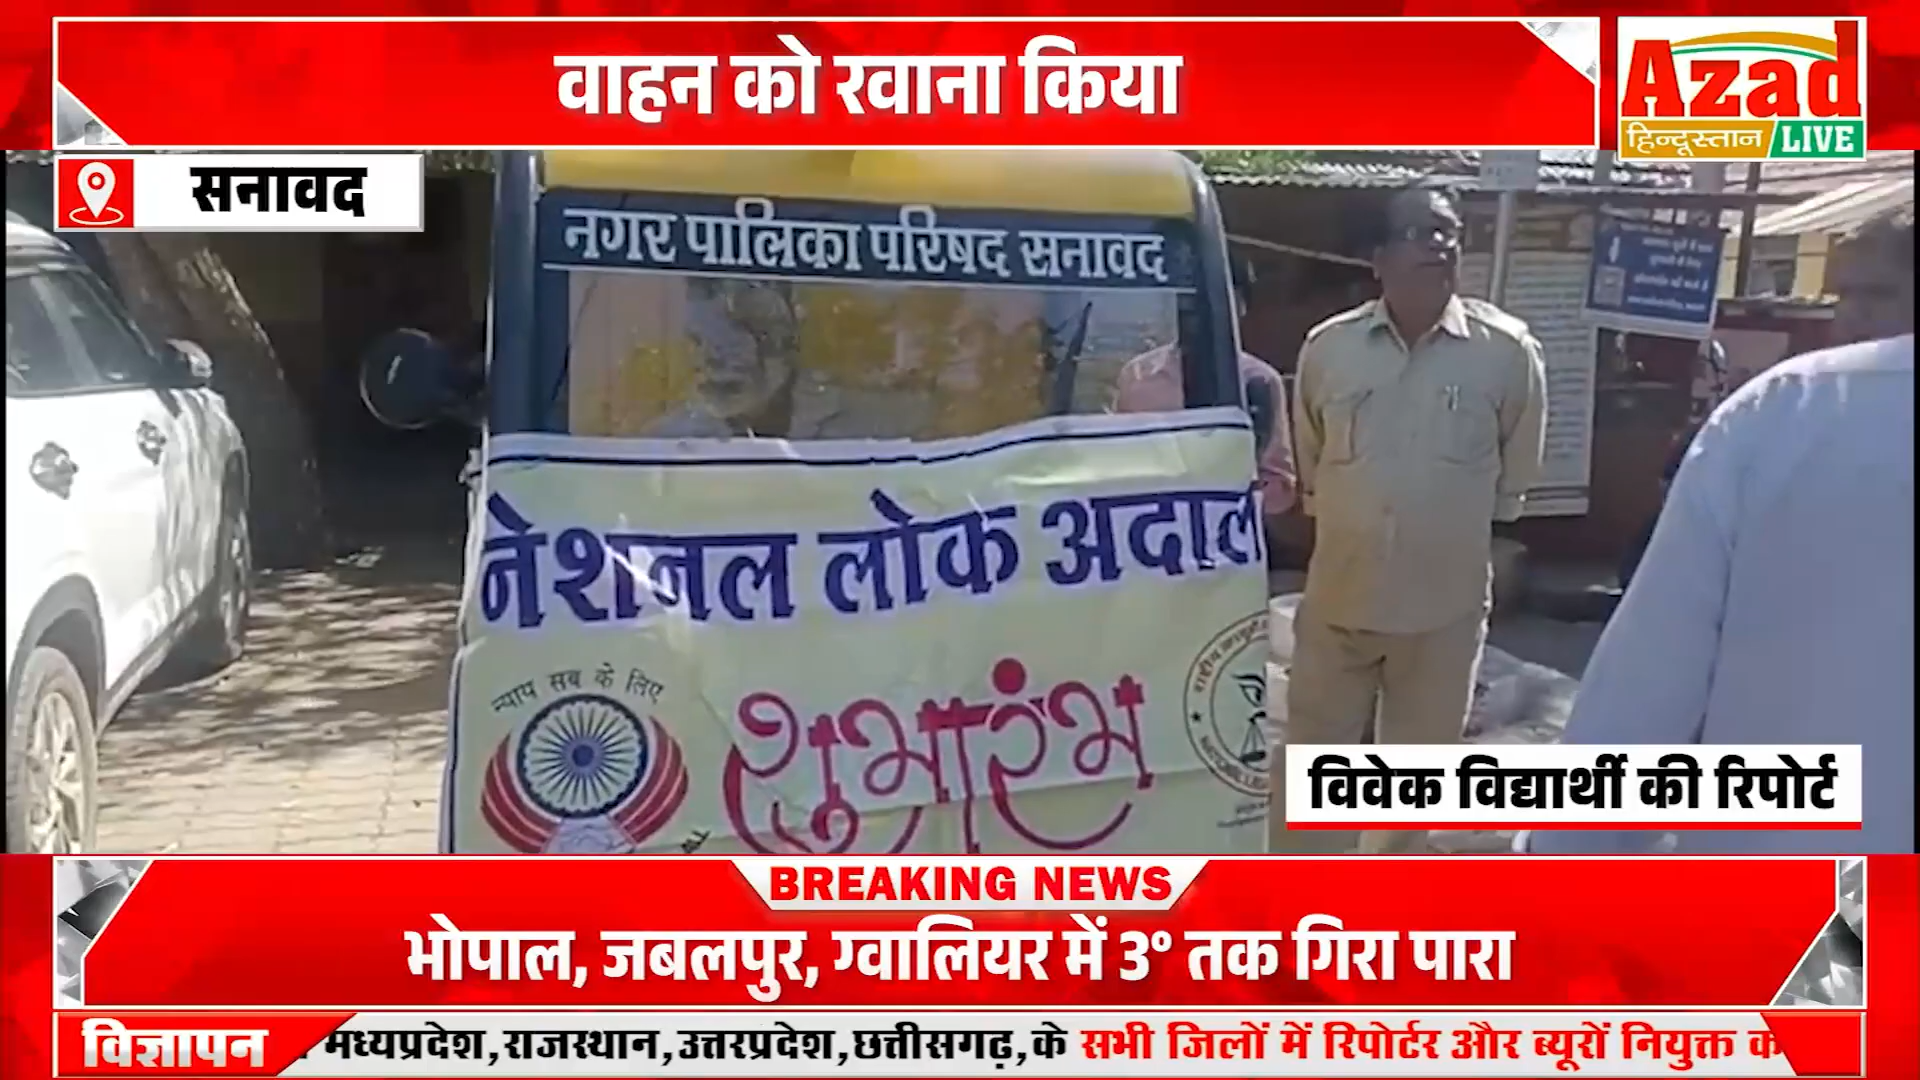 वाहन को रवाना किया
Azad
हिन्दूस्तान LIVE
सनावद
नगर पालिका परिषद सनावद
नेशनल लोक अदाल
न्याय सब के लिए
शुभारंभ
विवेक विद्यार्थी की रिपोर्ट
BREAKING NEWS
भोपाल, जबलपुर, ग्वालियर में 3° तक गिरा पारा
विज्ञापन
मध्यप्रदेश,राजस्थान,उत्तरप्रदेश,छत्तीसगढ़,के सभी जिलों में रिपोर्टर और ब्यूरों नियुक्त क